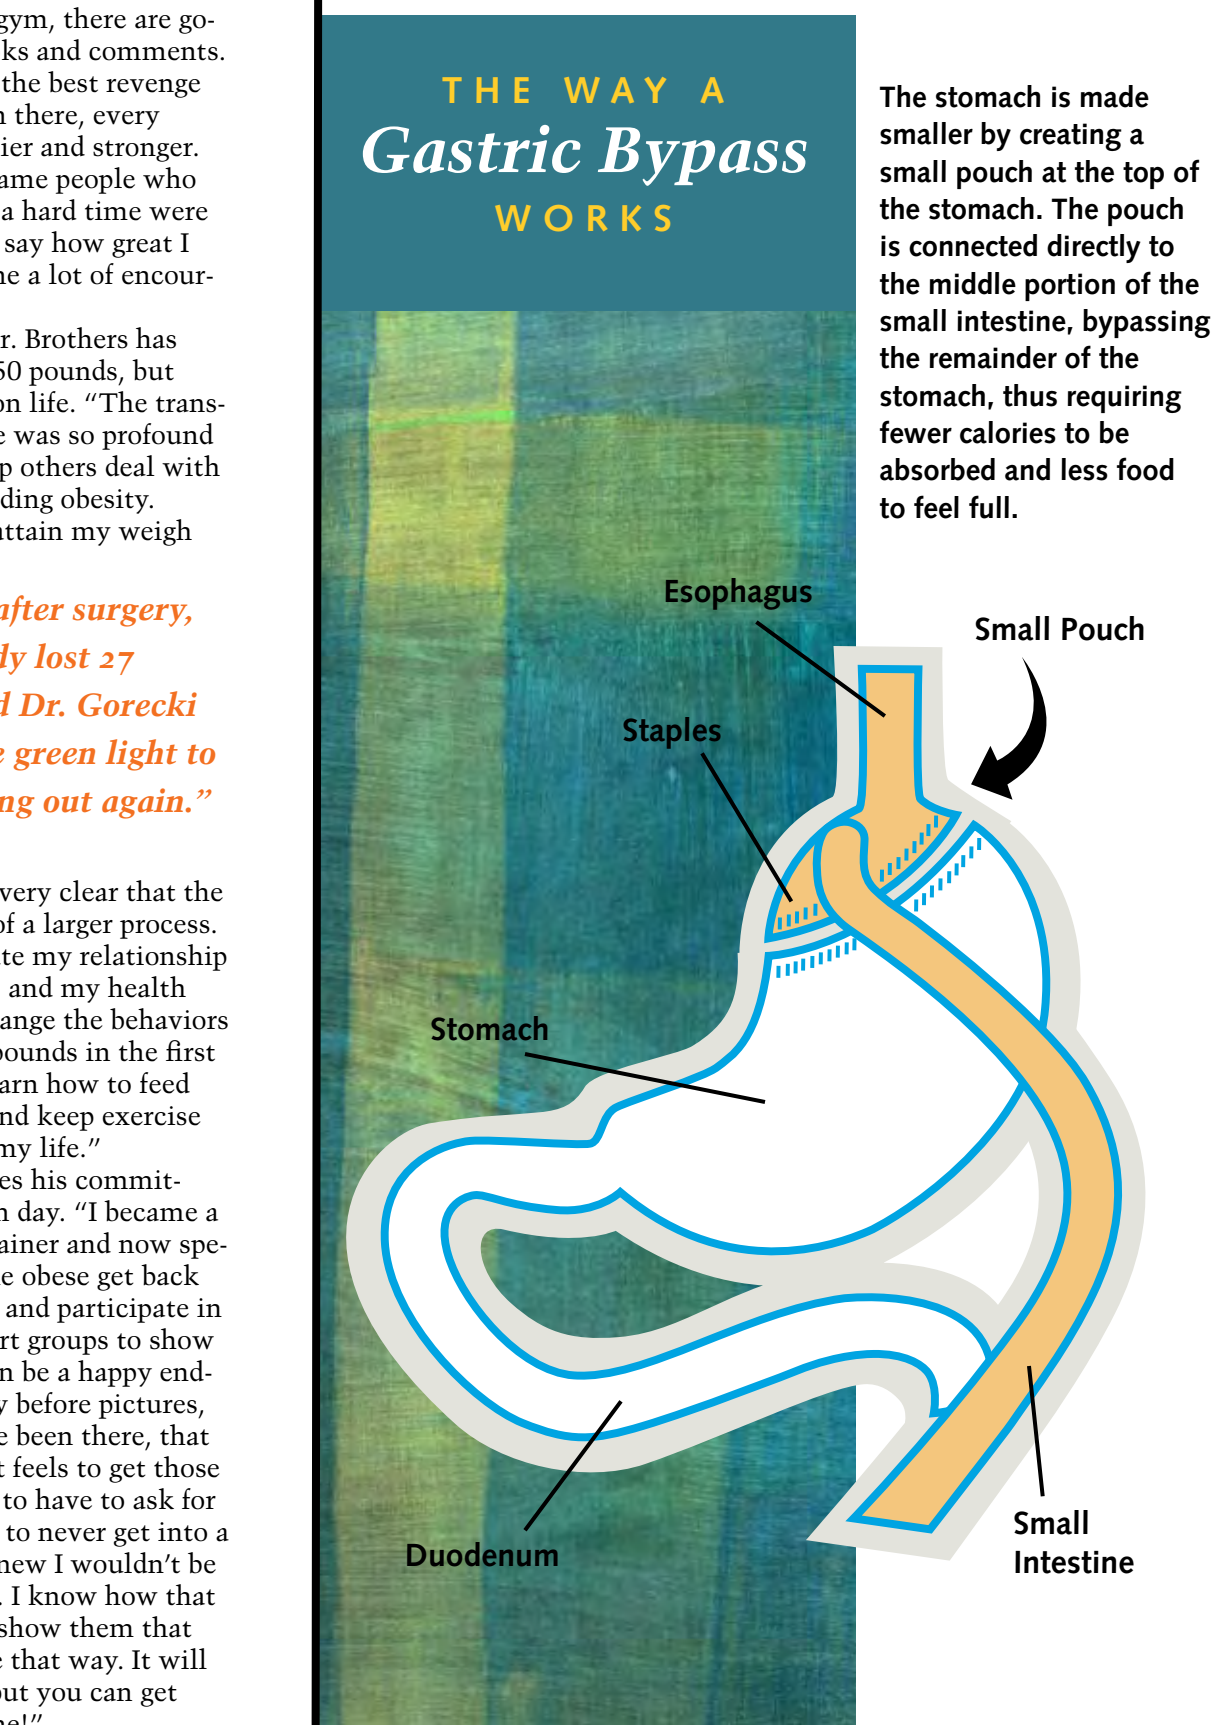 gym, there are go-
ks and comments.
the best revenge
there, every
ier and stronger.
ame people who
a hard time were
say how great I
e a lot of encour-
r. Brothers has
50 pounds, but
on life. “The trans-
e was so profound
p others deal with
ding obesity.
attain my weigh
after surgery,
dy lost 27
d Dr. Gorecki
e green light to
ng out again.”
very clear that the
of a larger process.
te my relationship
and my health
ange the behaviors
pounds in the first
arn how to feed
nd keep exercise
my life.”
es his commit-
n day. “I became a
ainer and now spe-
e obese get back
and participate in
rt groups to show
n be a happy end-
y before pictures,
e been there, that
t feels to get those
to have to ask for
to never get into a
new I wouldn’t be
. I know how that
show them that
e that way. It will
out you can get
ne!”
THE WAY A
Gastric Bypass
WORKS
The stomach is made
smaller by creating a
small pouch at the top of
the stomach. The pouch
is connected directly to
the middle portion of the
small intestine, bypassing
the remainder of the
stomach, thus requiring
fewer calories to be
absorbed and less food
to feel full.
Esophagus
Small Pouch
Staples
Stomach
Duodenum
Small
Intestine